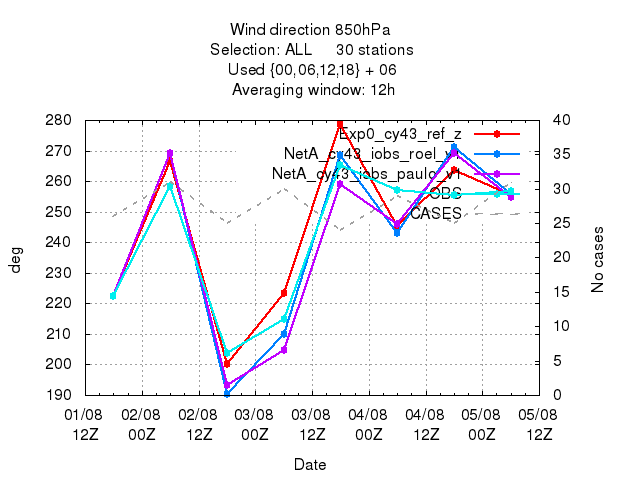 Wind direction 850hPa
Selection: ALL 30 stations
Used {00,06,12,18} + 06
Averaging window: 12h
280
270
260
250
240
230
220
210
200
190
deg
40
35
30
25
20
15
10
5
0
No cases
Exp0_cy43_ref_z
NetA_cy43_iobs_roel_v
NetA_cy43_iobs_paulo_v
OBS
CASES
01/08 02/08 02/08 03/08 03/08 04/08 04/08 05/08 05/08
12Z 00Z 12Z 00Z 12Z 00Z 12Z 00Z 12Z
Date